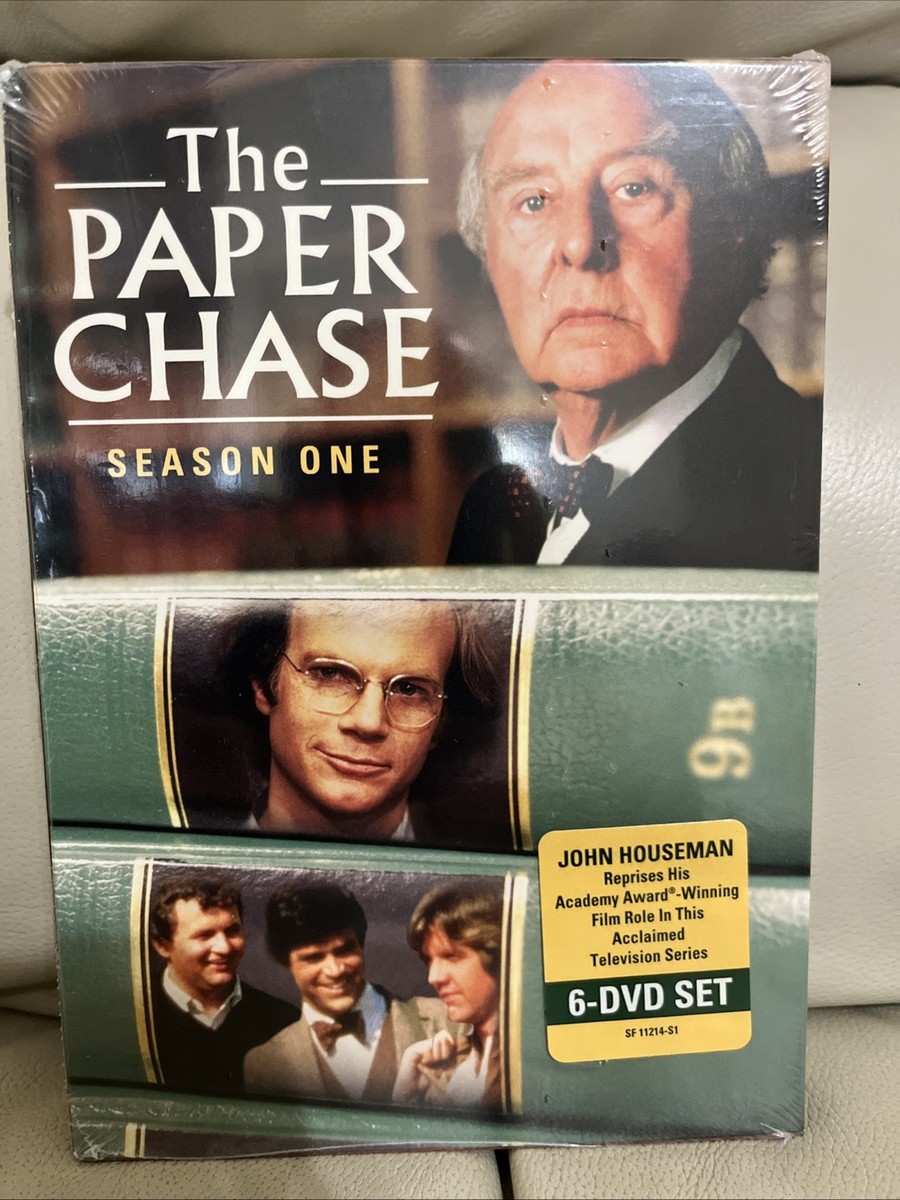 The
PAPER
CHASE
SEASON ONE
9B
JOHN HOUSEMAN
Reprises His
Academy Award®-Winning
Film Role In This
Acclaimed
Television Series
6-DVD SET
SF 11214-S1